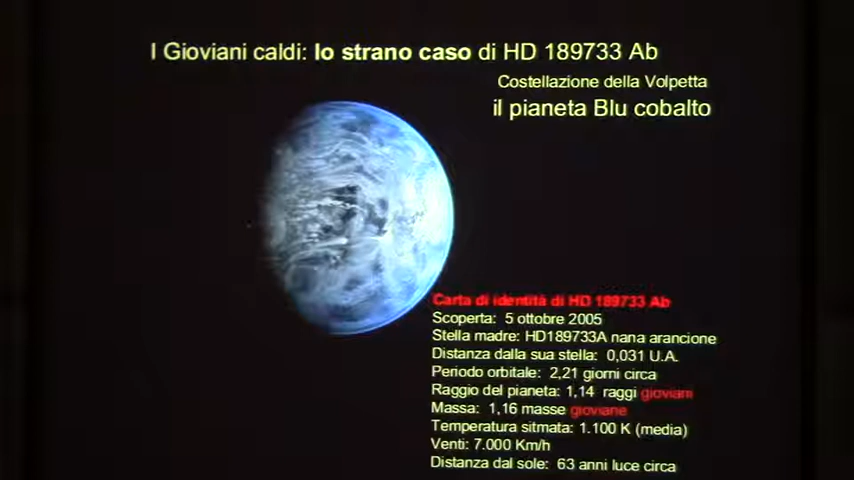 I Gioviani caldi: lo strano caso di HD 189733 Ab
Costellazione della Volpetta
il pianeta Blu cobalto
Carta di identità di HD 189733 Ab
Scoperta: 5 ottobre 2005
Stella madre: HD189733A nana arancione
Distanza dalla sua stella: 0,031 U.A.
Periodo orbitale: 2,21 giorni circa
Raggio del pianeta: 1,14 raggi gioviani
Massa: 1,16 masse gioviane
Temperatura sitmata: 1.100 K (media)
Venti: 7.000 Km/h
Distanza dal sole: 63 anni luce circa